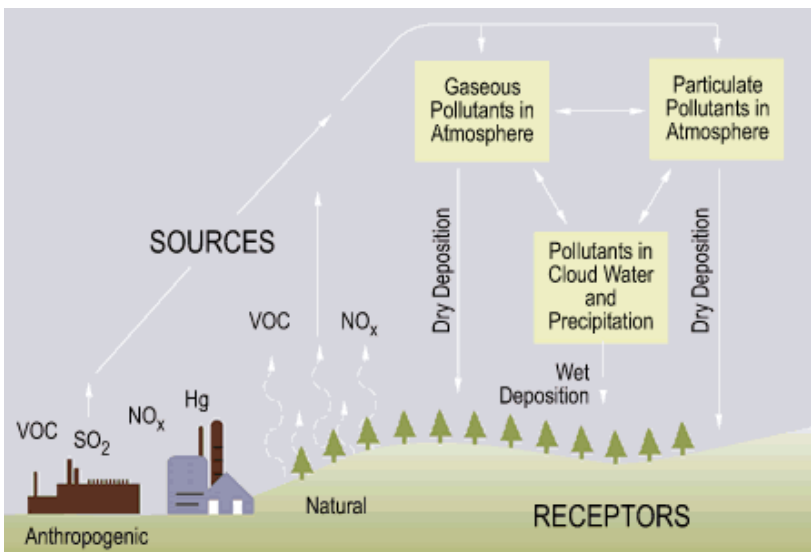 Gaseous
Pollutants in
Atmosphere
Particulate
Pollutants in
Atmosphere
SOURCES
Dry Deposition
Pollutants in
Cloud Water
and
Precipitation
Dry Deposition
VOC
NOₓ
Wet
Deposition
VOC
SO₂
NOₓ
Hg
Natural
RECEPTORS
Anthropogenic